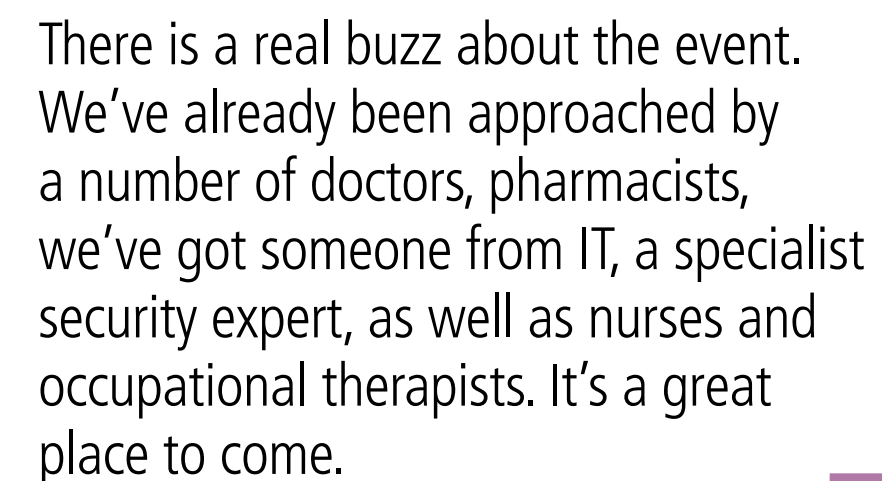 There is a real buzz about the event.
We’ve already been approached by
a number of doctors, pharmacists,
we’ve got someone from IT, a specialist
security expert, as well as nurses and
occupational therapists. It’s a great
place to come.